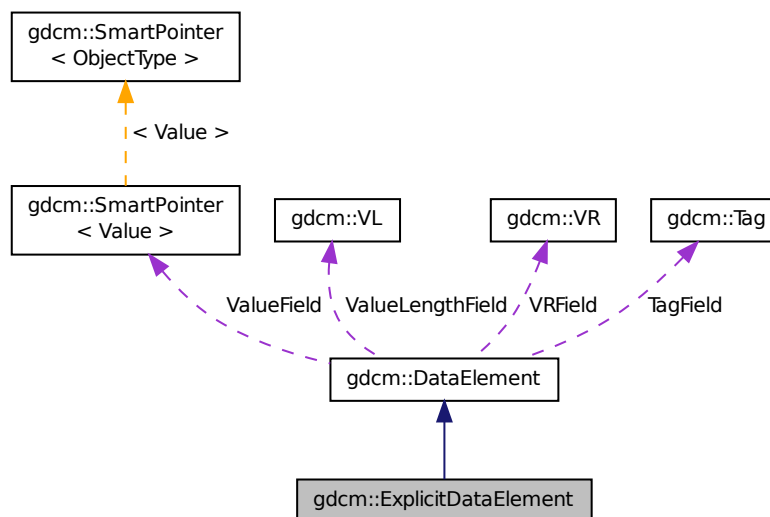 gdcm::SmartPointer
< ObjectType >
< Value >
gdcm::SmartPointer
< Value >
gdcm::VL
gdcm::VR
gdcm::Tag
ValueField
ValueLengthField
VRField
TagField
gdcm::DataElement
gdcm::ExplicitDataElement